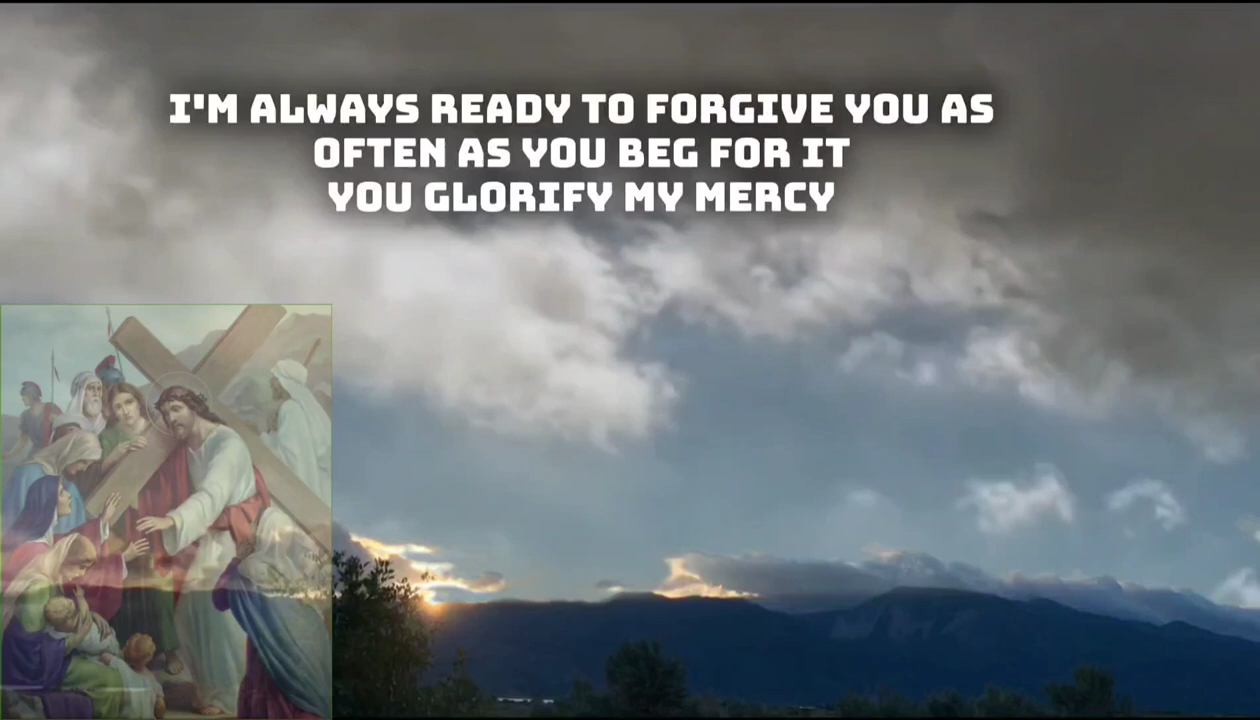 I'M ALWAYS READY TO FORGIVE YOU AS
OFTEN AS YOU BEG FOR IT
YOU GLORIFY MY MERCY